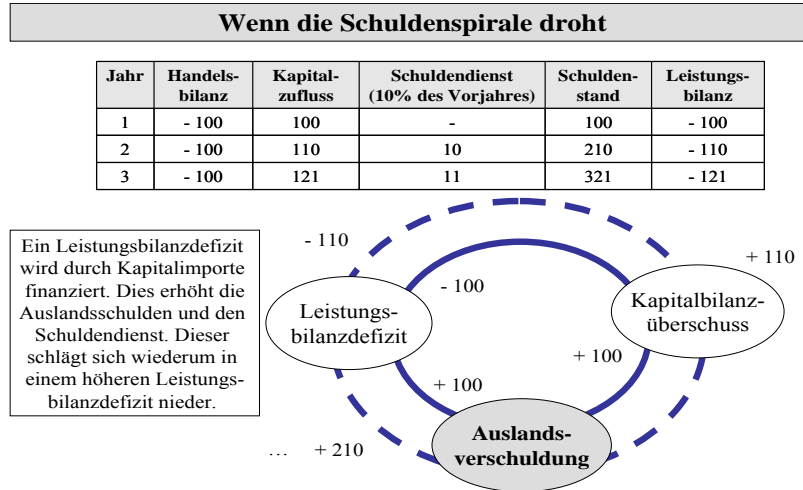 Wenn die Schuldenspirale droht
Jahr Handels- Kapital- Schuldendienst Schulden- Leistungs-
bilanz zufluss (10% des Vorjahres) stand bilanz
1 - 100 100 - 100 - 100
2 - 100 110 10 210 -110
3 - 100 121 11 321 -121
Ein Leistungsbilanzdefizit
wird durch Kapitalimporte
finanziert. Dies erhöht die
Auslandsschulden und den
Schuldendienst. Dieser
schlägt sich wiederum in
einem höheren Leistungs-
bilanzdefizit nieder.
- 110
+ 110
- 100
Leistungs-
bilanzdefizit
Kapitalbilanz-
überschuss
+ 100
+ 100
Auslands-
verschuldung
... + 210